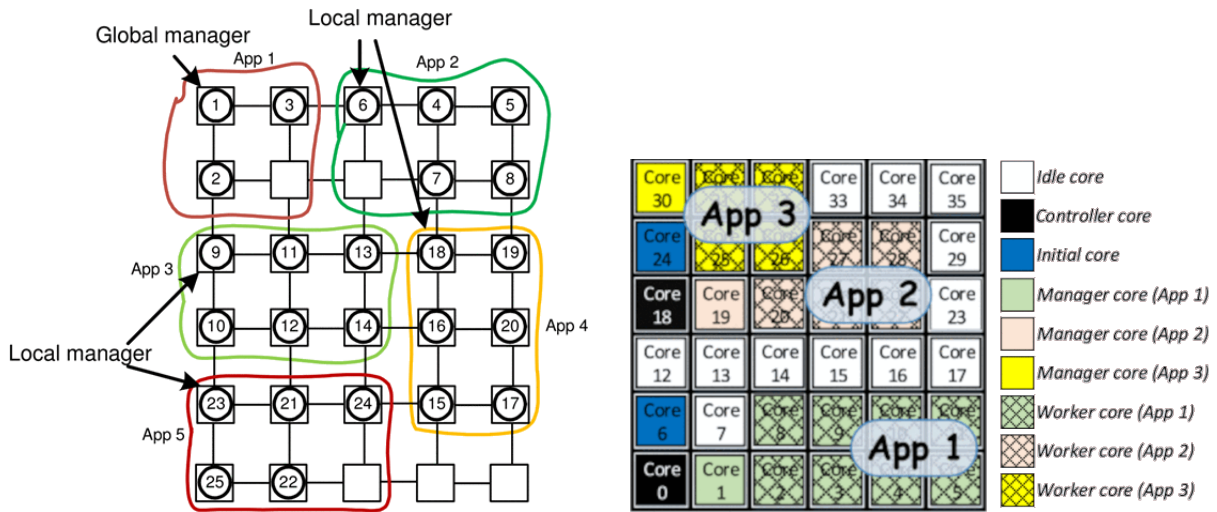 Local manager
Global manager
App 1
App 2
1
3
6
4
5
2
7
8
9
11
13
18
19
App 3
10
12
14
16
20
App 4
Local manager
23
21
24
15
17
App 5
25
22
Core 30
Core
Core
Core 33
Core 34
Core 35
App 3
Core 24
25
26
Core 27
Core 28
Core 29
App 2
Core 18
Core 19
Core 20
Core 23
Core 12
Core 13
Core 14
Core 15
Core 16
Core 17
Core 6
Core 7
Core 8
Core 9
Core
Core
App 1
Core 0
Core 1
Core 2
Core 3
4
5
Idle core
Controller core
Initial core
Manager core (App 1)
Manager core (App 2)
Manager core (App 3)
Worker core (App 1)
Worker core (App 2)
Worker core (App 3)